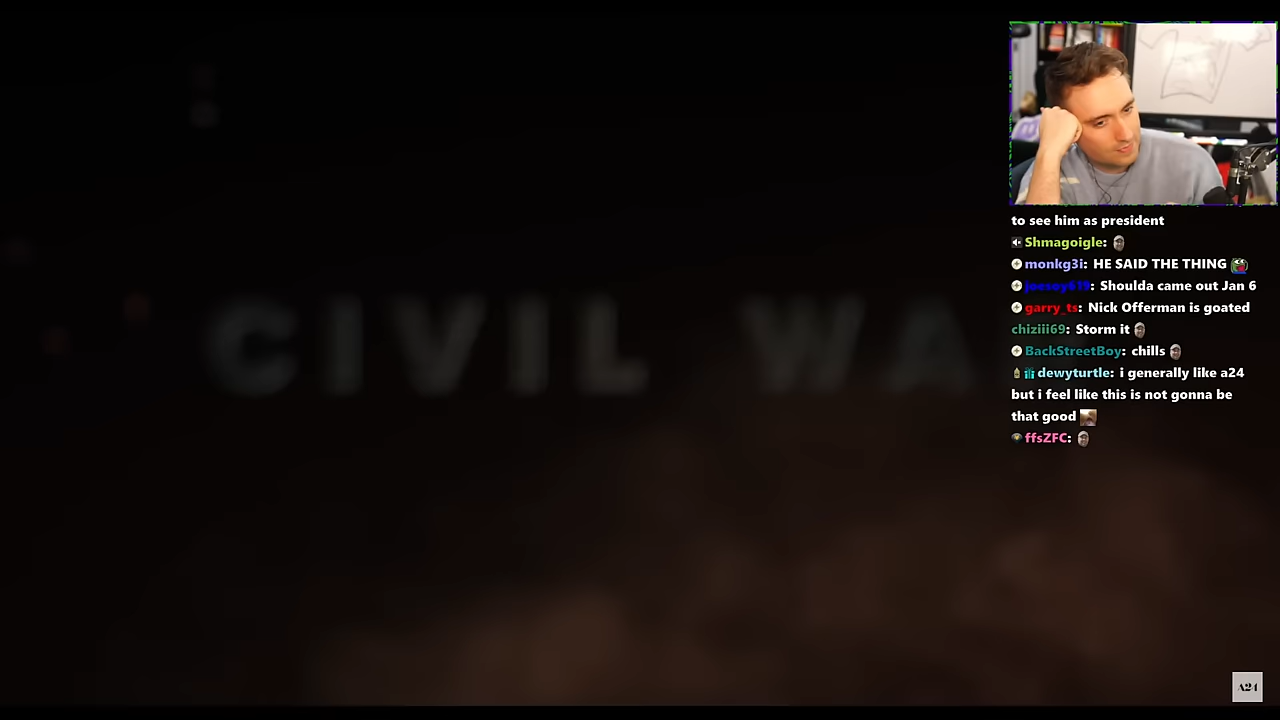 CIVIL WA
to see him as president
Shmagoigle:
monkg3i: HE SAID THE THING
joesoy619: Shoulda came out Jan 6
garry_ts: Nick Offerman is goated
chiziii69: Storm it
BackStreetBoy: chills
dewyturtle: i generally like a24
but i feel like this is not gonna be
that good
ffsZFC:
A24